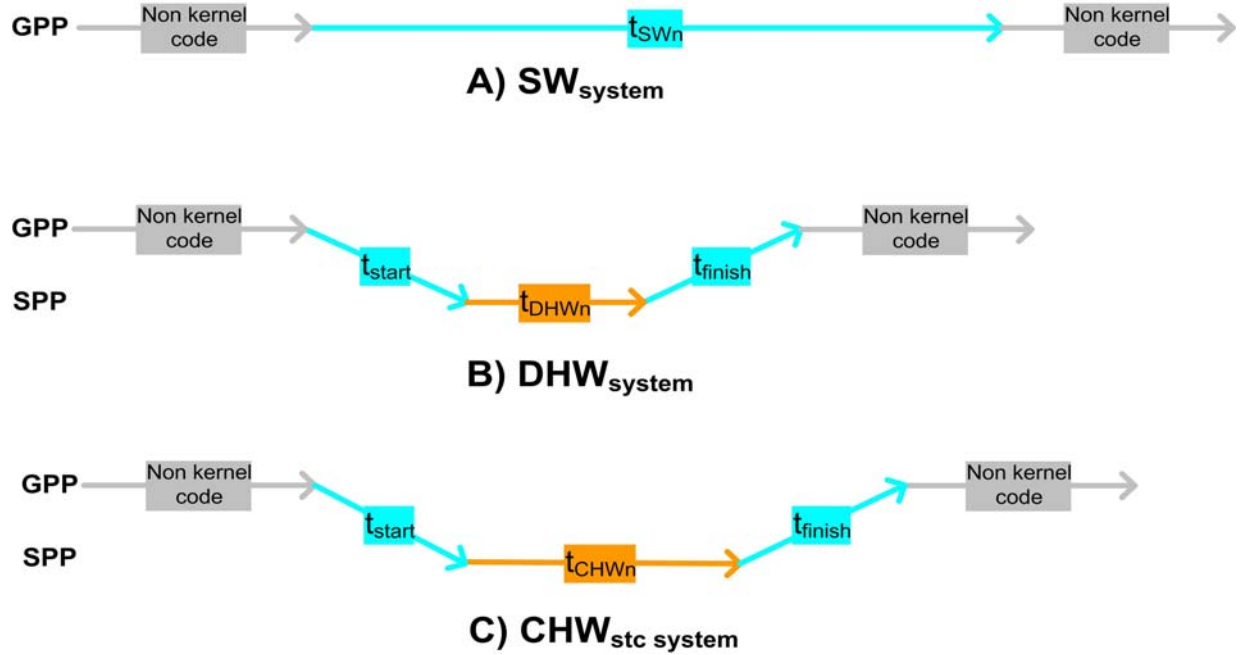 GPP
Non kernel
code
tSWn
Non kernel
code
A) SWsystem
GPP
Non kernel
code
tstart
tfinish
Non kernel
code
SPP
tDHWn
B) DHWsystem
GPP
Non kernel
code
tstart
tfinish
Non kernel
code
SPP
tCHWn
C) CHWstc system